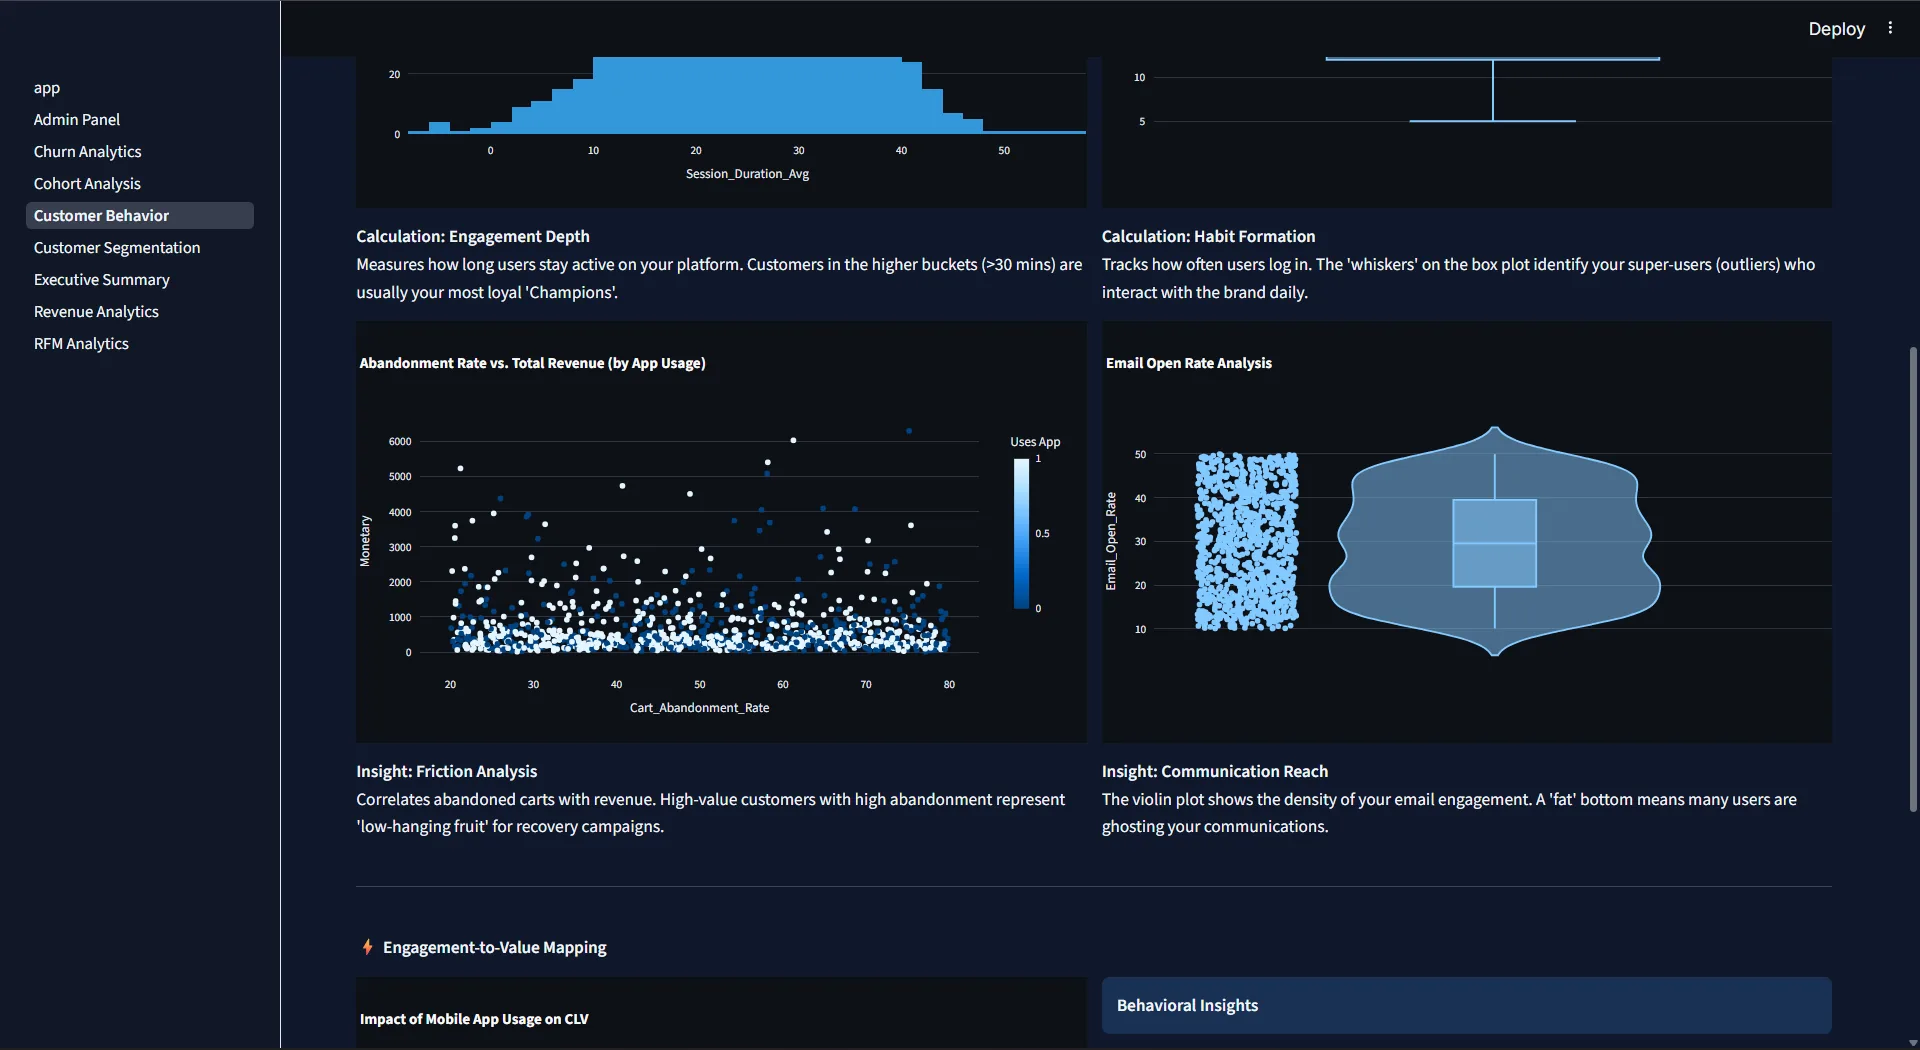 Deploy
app
Admin Panel
Churn Analytics
Cohort Analysis
Customer Behavior
Customer Segmentation
Executive Summary
Revenue Analytics
RFM Analytics
20
0
0 10 20 30 40 50
Session_Duration_Avg
10
5
Calculation: Engagement Depth
Measures how long users stay active on your platform. Customers in the higher buckets (>30 mins) are
usually your most loyal 'Champions'.
Calculation: Habit Formation
Tracks how often users log in. The 'whiskers' on the box plot identify your super-users (outliers) who
interact with the brand daily.
Abandonment Rate vs. Total Revenue (by App Usage)
Monetary
6000
5000
4000
3000
2000
1000
0
20 30 40 50 60 70 80
Cart_Abandonment_Rate
Uses App
1
0.5
0
Email Open Rate Analysis
Email_Open_Rate
50
40
30
20
10
Insight: Friction Analysis
Correlates abandoned carts with revenue. High-value customers with high abandonment represent
'low-hanging fruit' for recovery campaigns.
Insight: Communication Reach
The violin plot shows the density of your email engagement. A 'fat' bottom means many users are
ghosting your communications.
Engagement-to-Value Mapping
Impact of Mobile App Usage on CLV
Behavioral Insights